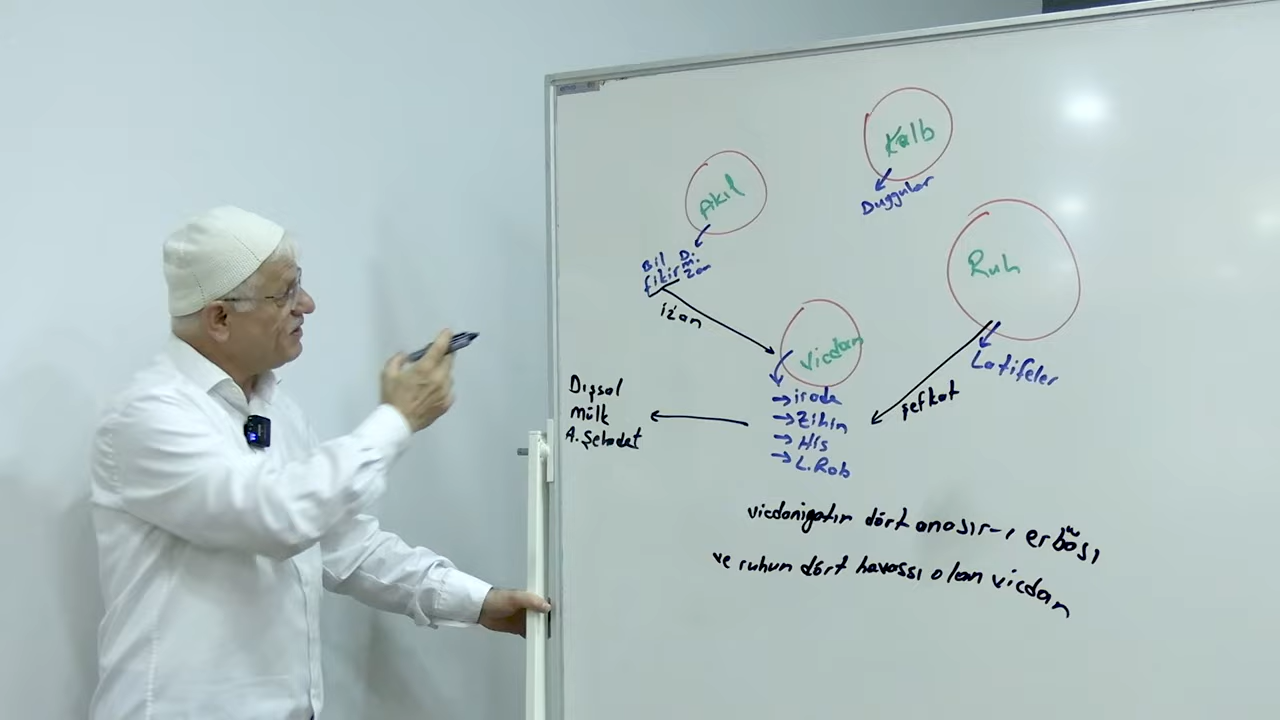 Kalb
Duygular
Akıl
Bil
fikir
izan
Ruh
Latifeler
şefkat
Vicdan
→ irade
→ Zihin
→ His
→ L. Rab
Dışsal
Mülk
A. Şehadet
vicdaniyatın dört anasır-ı erbası
ve ruhun dört havassı olan vicdan